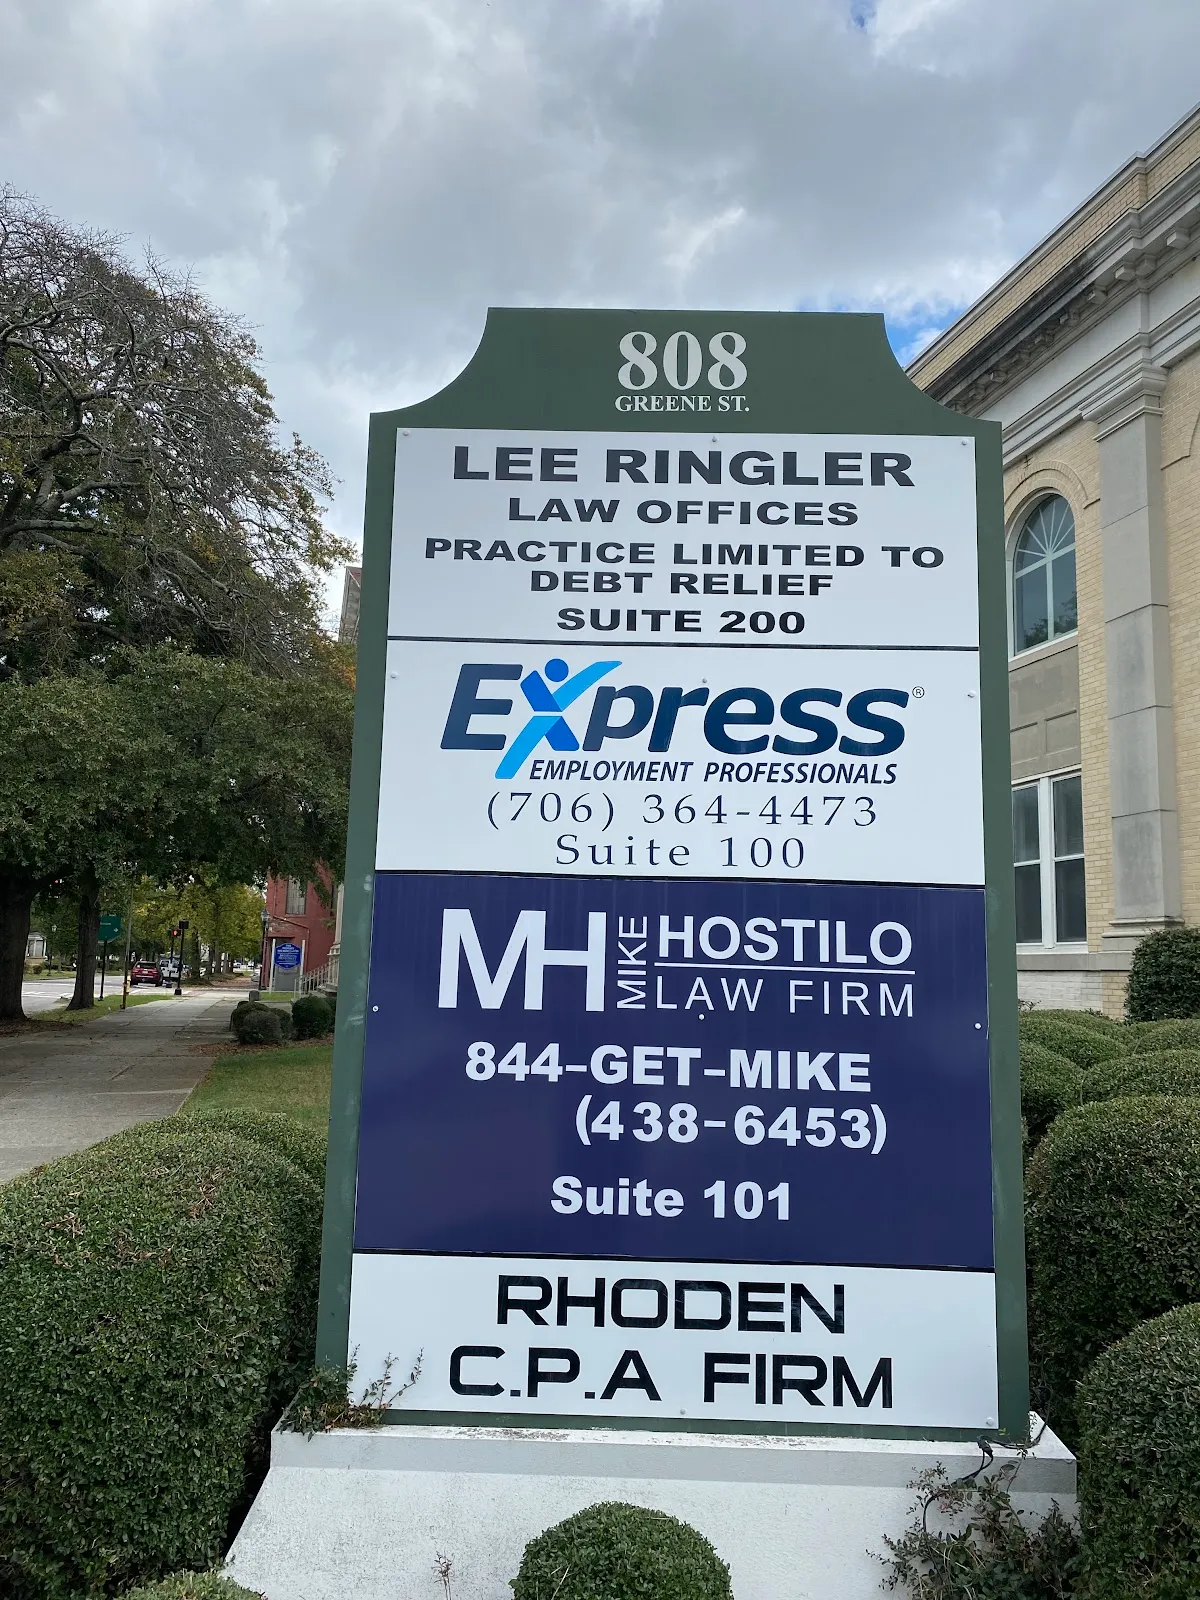 808
GREENE ST.
LEE RINGLER
LAW OFFICES
PRACTICE LIMITED TO
DEBT RELIEF
SUITE 200
Express®
EMPLOYMENT PROFESSIONALS
(706) 364-4473
Suite 100
MH MIKE HOSTILO
LAW FIRM
844-GET-MIKE
(438-6453)
Suite 101
RHODEN
C.P.A FIRM